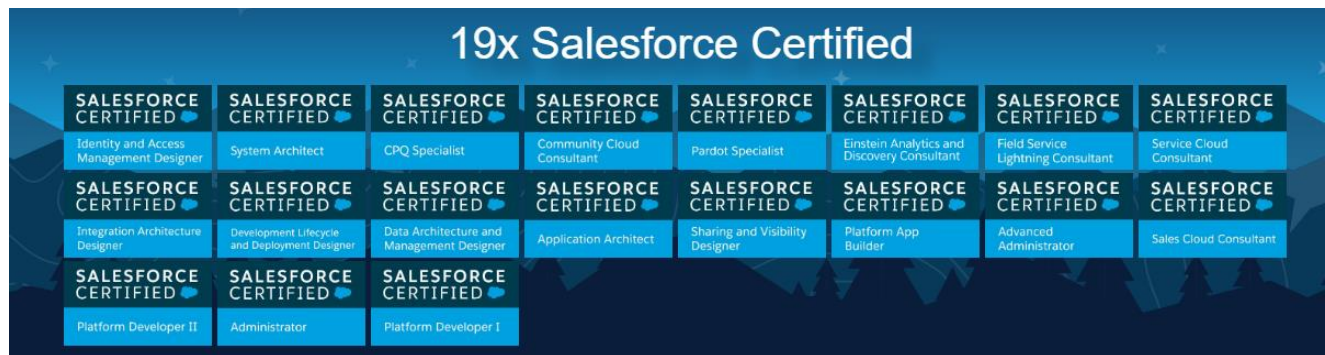 19x Salesforce Certified
SALESFORCE CERTIFIED
Identity and Access
Management Designer
SALESFORCE CERTIFIED
System Architect
SALESFORCE CERTIFIED
CPQ Specialist
SALESFORCE CERTIFIED
Community Cloud
Consultant
SALESFORCE CERTIFIED
Pardot Specialist
SALESFORCE CERTIFIED
Einstein Analytics and
Discovery Consultant
SALESFORCE CERTIFIED
Field Service
Lightning Consultant
SALESFORCE CERTIFIED
Service Cloud
Consultant
SALESFORCE CERTIFIED
Integration Architecture
Designer
SALESFORCE CERTIFIED
Development Lifecycle
and Deployment Designer
SALESFORCE CERTIFIED
Data Architecture and
Management Designer
SALESFORCE CERTIFIED
Application Architect
SALESFORCE CERTIFIED
Sharing and Visibility
Designer
SALESFORCE CERTIFIED
Platform App
Builder
SALESFORCE CERTIFIED
Advanced
Administrator
SALESFORCE CERTIFIED
Sales Cloud Consultant
SALESFORCE CERTIFIED
Platform Developer II
SALESFORCE CERTIFIED
Administrator
SALESFORCE CERTIFIED
Platform Developer I